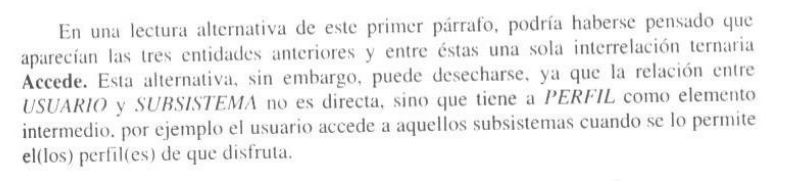 En una lectura alternativa de este primer párrafo, podría haberse pensado que
aparecían las tres entidades anteriores y entre éstas una sola interrelación ternaria
Accede. Esta alternativa, sin embargo, puede desecharse, ya que la relación entre
USUARIO y SUBSISTEMA no es directa, sino que tiene a PERFIL como elemento
intermedio, por ejemplo el usuario accede a aquellos subsistemas cuando se lo permite
el(los) perfil(es) de que disfruta.